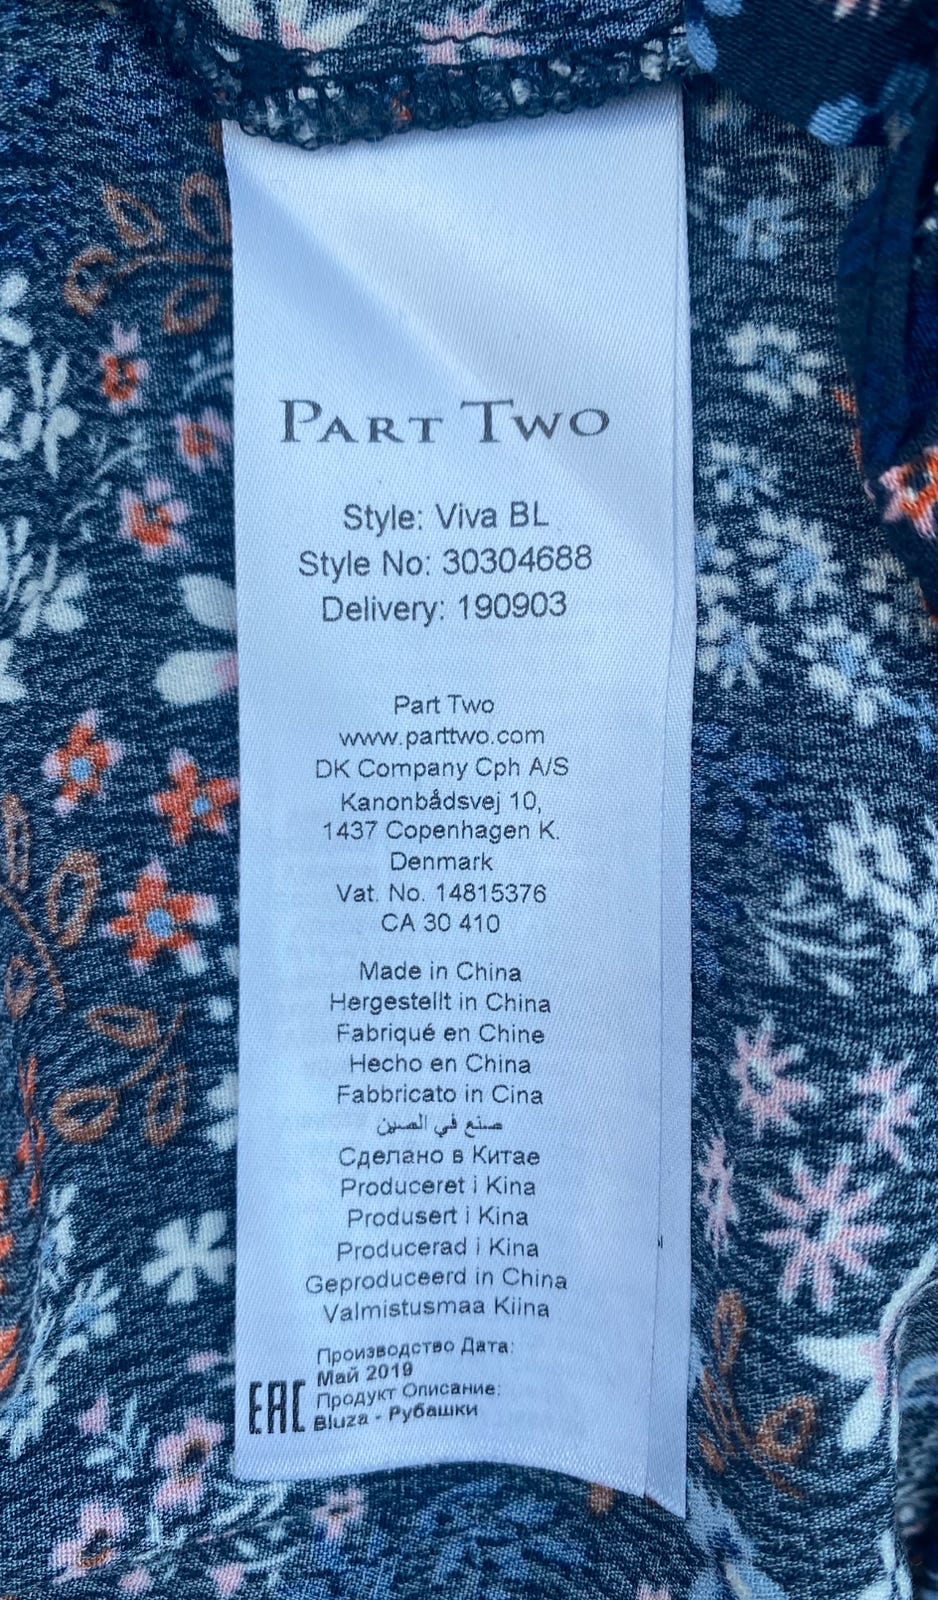 PART TWO
Style: Viva BL
Style No: 30304688
Delivery: 190903
Part Two
www.parttwo.com
DK Company Cph A/S
Kanonbådsvej 10,
1437 Copenhagen K.
Denmark
Vat. No. 14815376
CA 30 410
Made in China
Hergestellt in China
Fabriqué en Chine
Hecho en China
Fabbricato in Cina
صنع في الصين
Сделано в Китае
Produceret i Kina
Produsert i Kina
Producerad i Kina
Geproduceerd in China
Valmistusmaa Kiina
Производство Дата:
Май 2019
Продукт Описание:
Bluza - Рубашки
EAC